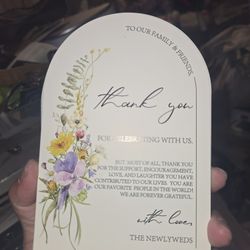 TO OUR FAMILY & FRIENDS,
thank you
FOR CELEBRATING WITH US.
BUT MOST OF ALL, THANK YOU
FOR THE SUPPORT, ENCOURAGEMENT,
LOVE, AND LAUGHTER YOU HAVE
CONTRIBUTED TO OUR LIVES. YOU ARE
OUR FAVORITE PEOPLE IN THE WORLD!
WE ARE FOREVER GRATEFUL.
with love,
THE NEWLYWEDS